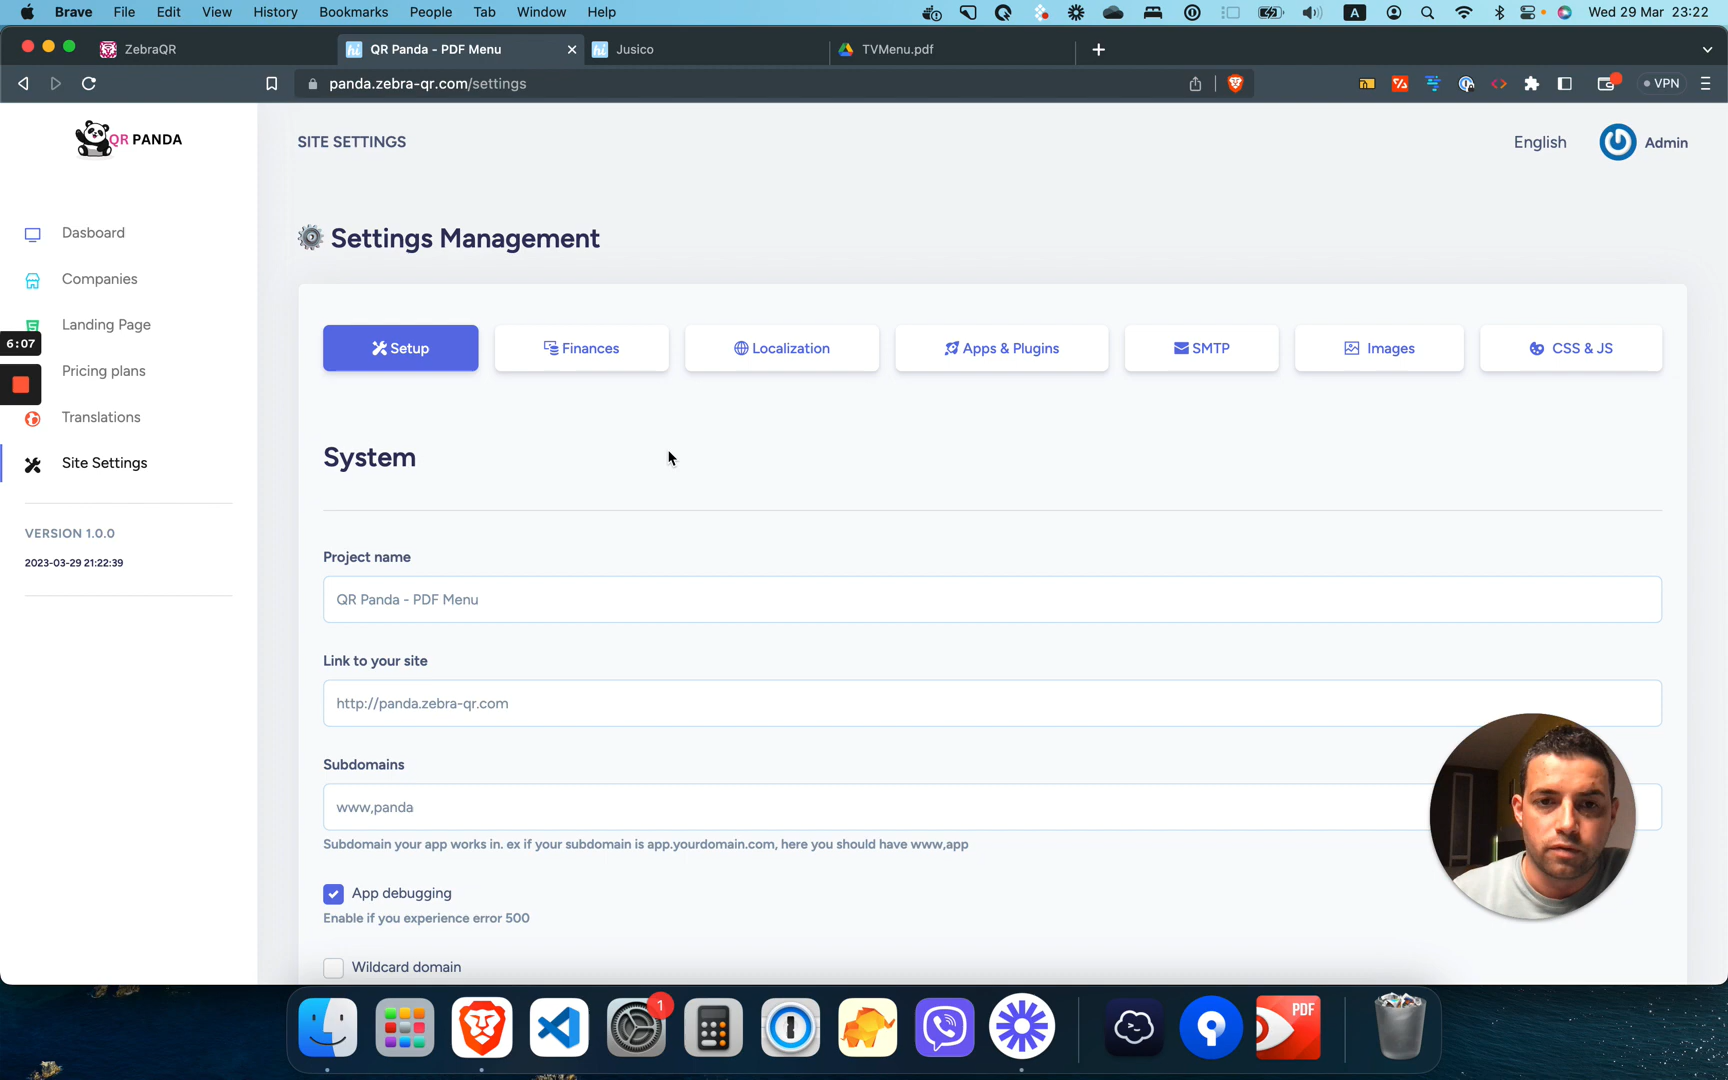 Brave File Edit View History Bookmarks People Tab Window Help A Wed 29 Mar 23:22
ZebraQR
hi QR Panda - PDF Menu
hi Jusico
TVMenu.pdf
panda.zebra-qr.com/settings
VPN
QR PANDA
SITE SETTINGS
English
Admin
Dasboard
Companies
Landing Page
6:07
Pricing plans
Translations
Site Settings
VERSION 1.0.0
2023-03-29 21:22:39
Settings Management
Setup
Finances
Localization
Apps & Plugins
SMTP
Images
CSS & JS
System
Project name
QR Panda - PDF Menu
Link to your site
http://panda.zebra-qr.com
Subdomains
www,panda
Subdomain your app works in. ex if your subdomain is app.yourdomain.com, here you should have www,app
App debugging
Enable if you experience error 500
Wildcard domain
1
PDF